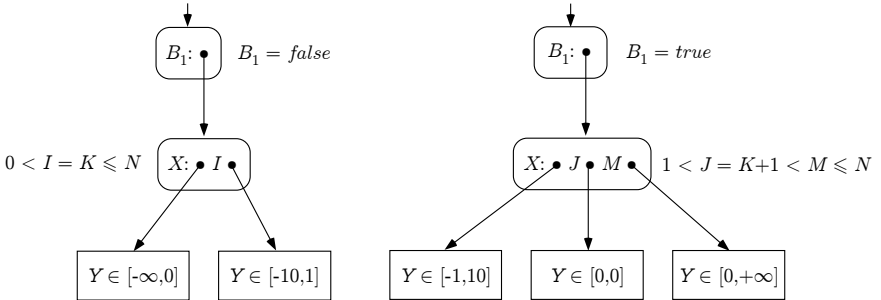 B₁: B₁ = false B₁: B₁ = true
0 < I = K ⩽ N X: I X: J M 1 < J = K+1 < M ⩽ N
Y ∈ [-∞,0] Y ∈ [-10,1] Y ∈ [-1,10] Y ∈ [0,0] Y ∈ [0,+∞]